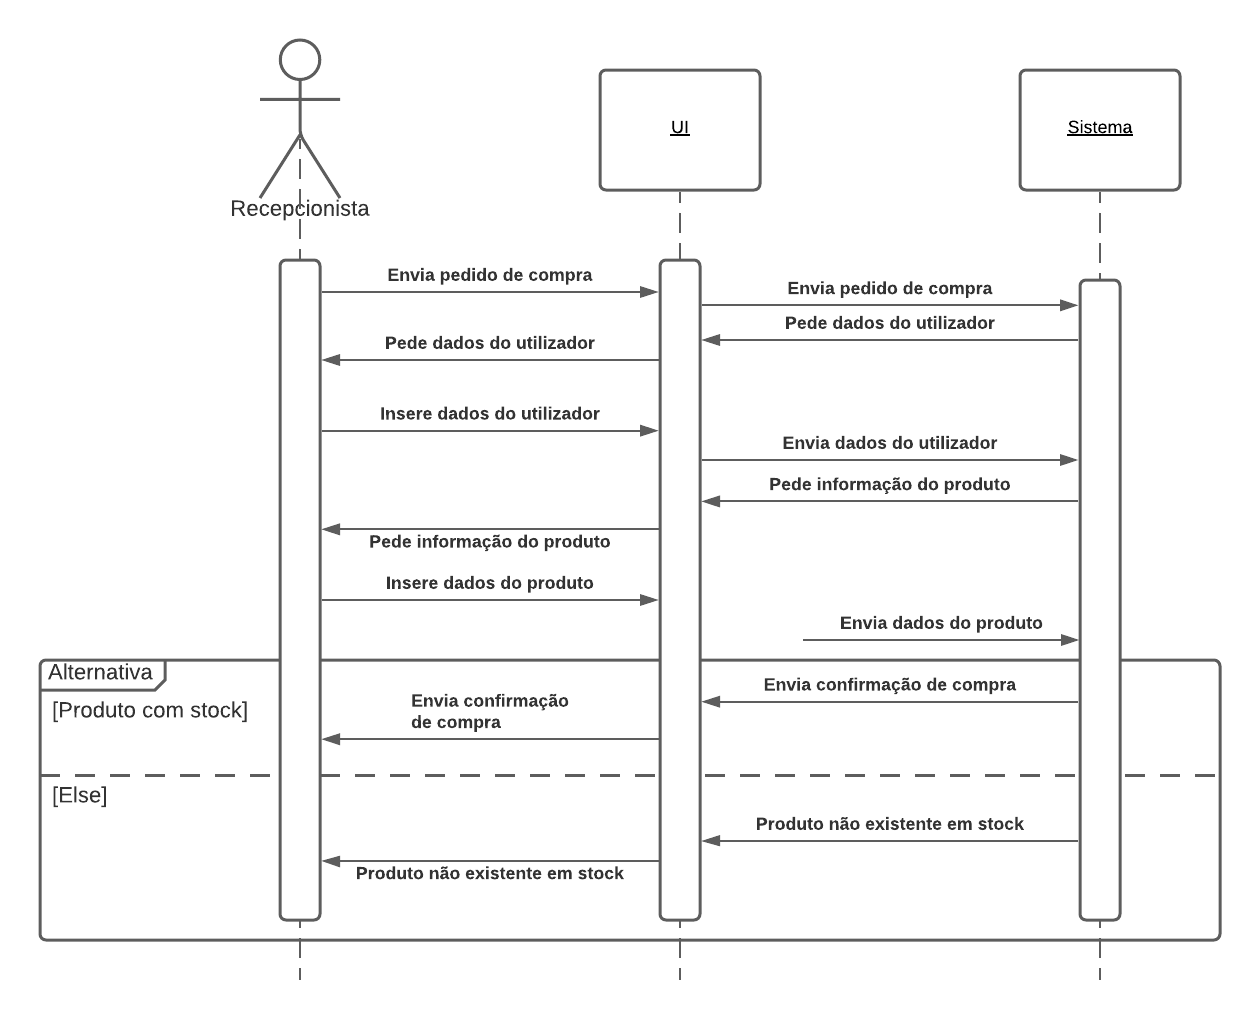 UI
Sistema
Recepcionista
Envia pedido de compra
Envia pedido de compra
Pede dados do utilizador
Pede dados do utilizador
Insere dados do utilizador
Envia dados do utilizador
Pede informação do produto
Pede informação do produto
Insere dados do produto
Envia dados do produto
Alternativa
Envia confirmação de compra
[Produto com stock]
Envia confirmação
de compra
[Else]
Produto não existente em stock
Produto não existente em stock